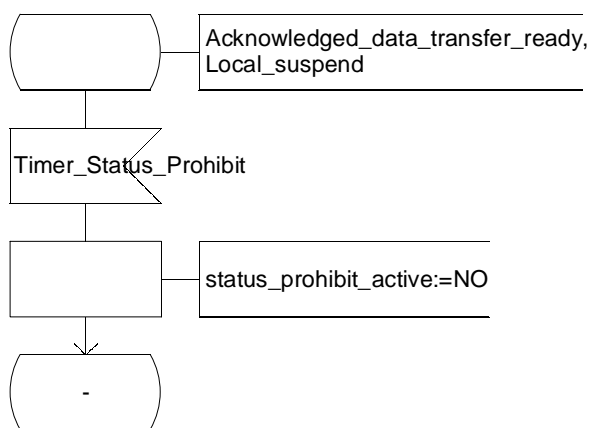 Acknowledged_data_transfer_ready,
Local_suspend
Timer_Status_Prohibit
status_prohibit_active:=NO
-